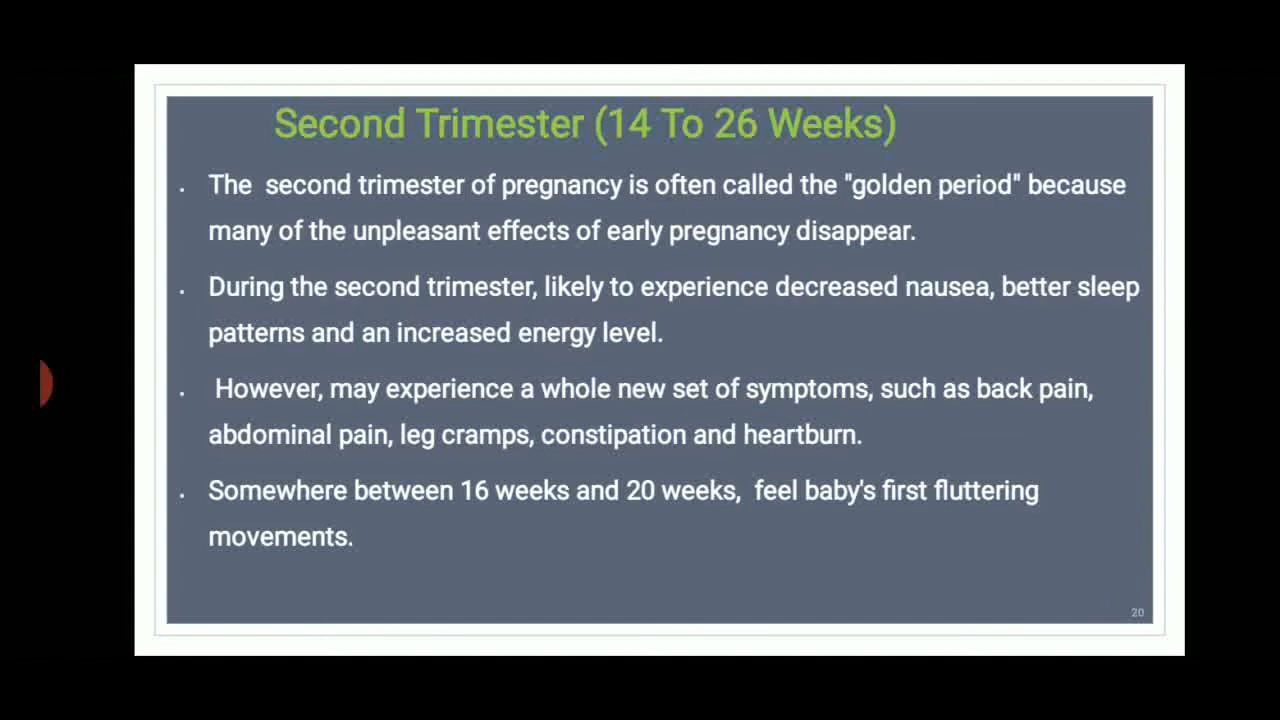 Second Trimester (14 To 26 Weeks)
• The second trimester of pregnancy is often called the "golden period" because
many of the unpleasant effects of early pregnancy disappear.
• During the second trimester, likely to experience decreased nausea, better sleep
patterns and an increased energy level.
• However, may experience a whole new set of symptoms, such as back pain,
abdominal pain, leg cramps, constipation and heartburn.
• Somewhere between 16 weeks and 20 weeks, feel baby's first fluttering
movements.
20